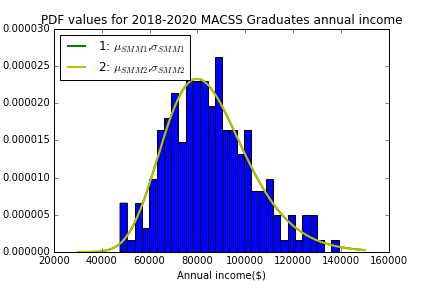 PDF values for 2018-2020 MACSS Graduates annual income
0.000030
0.000025
0.000020
0.000015
0.000010
0.000005
0.000000
1: μSMM1,σSMM1
2: μSMM2,σSMM2
20000 40000 60000 80000 100000 120000 140000 160000
Annual income($)